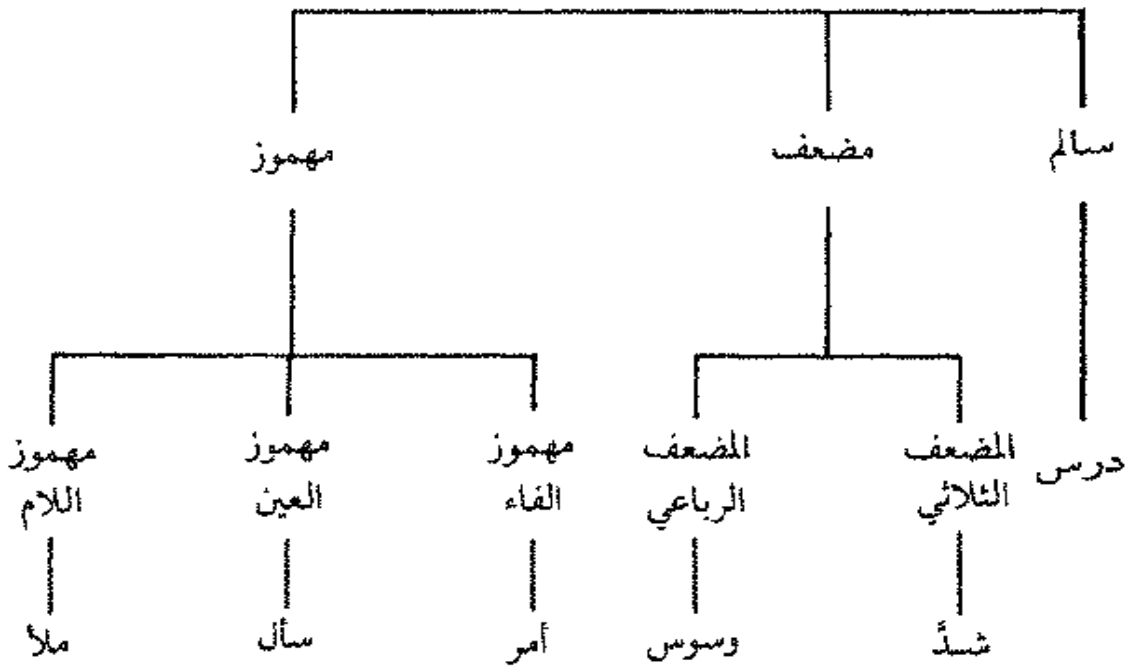 سالم
مضعف
مهموز
درس
المضعف
الثلاثي
المضعف
الرباعي
مهموز
الفاء
مهموز
العين
مهموز
اللام
شدَّ
وسوس
أمر
سأل
ملأ